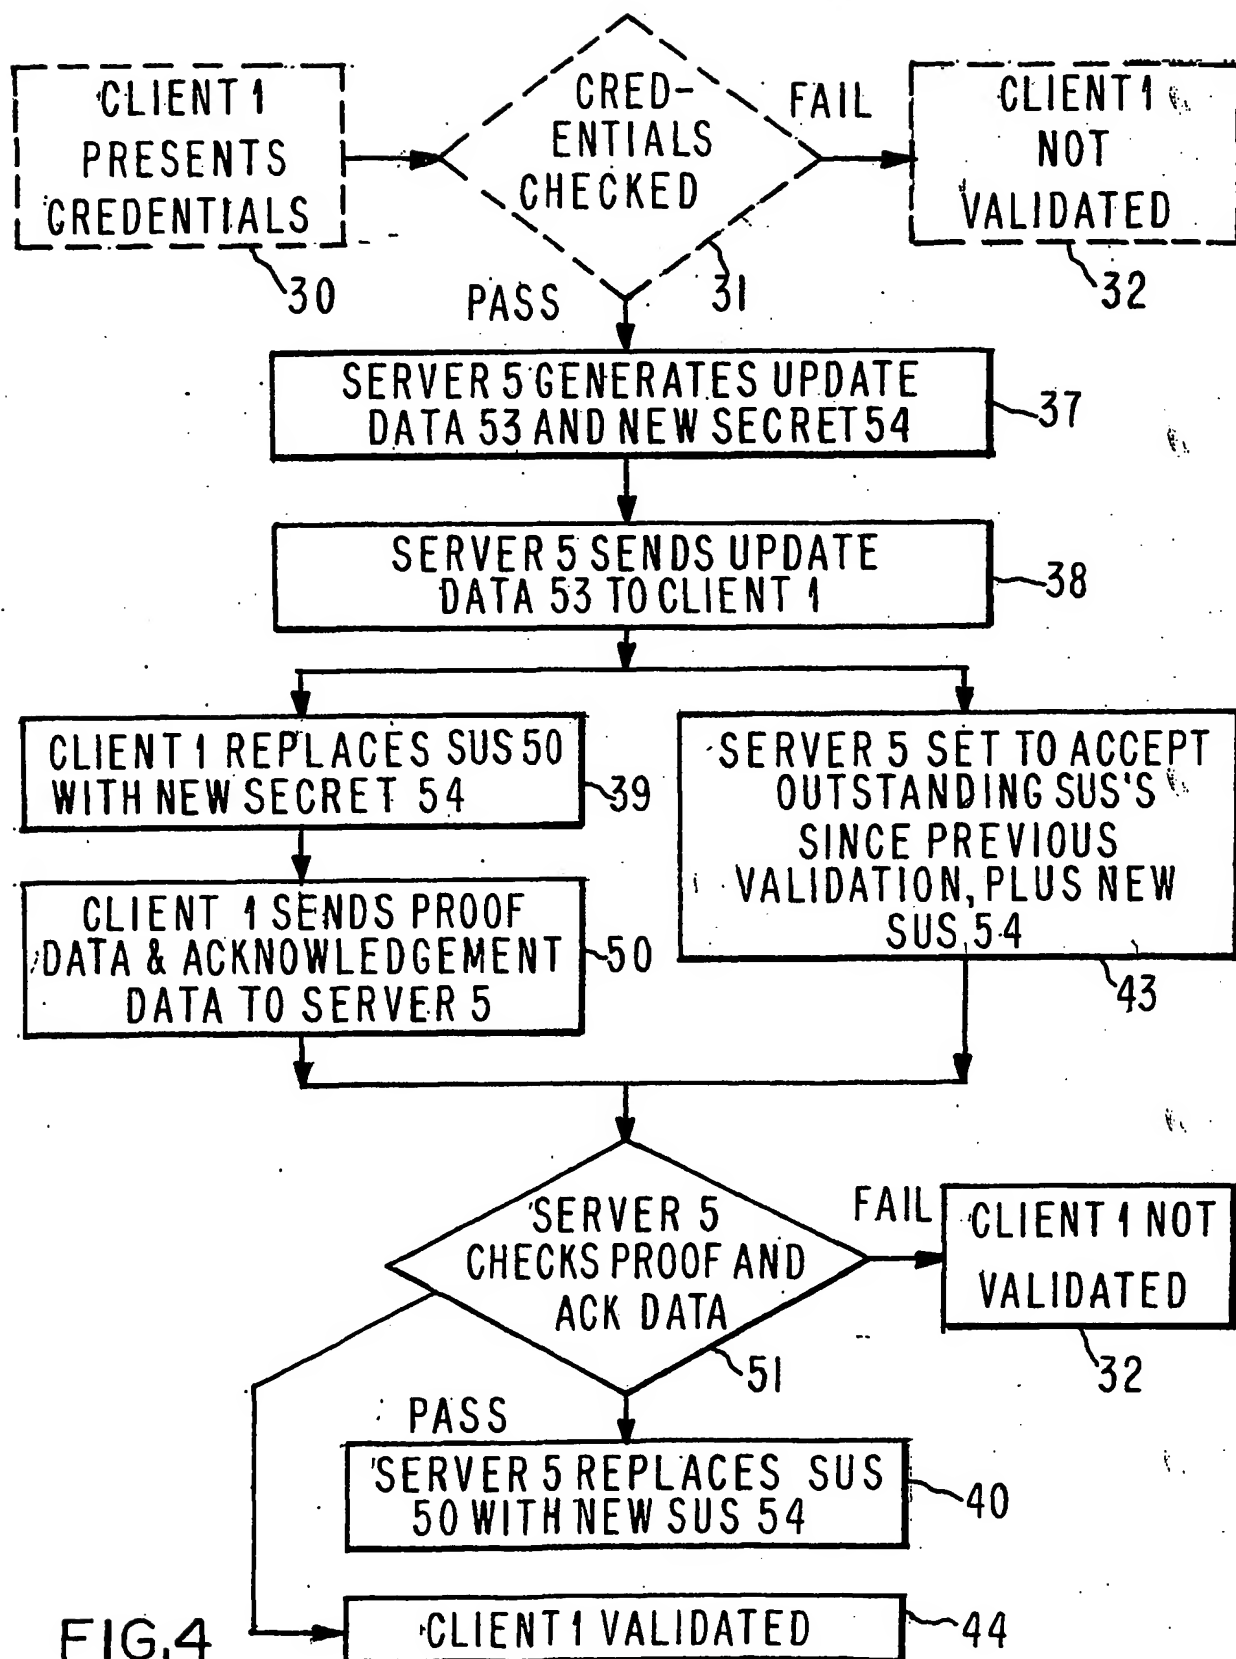 CLIENT 1
PRESENTS
CREDENTIALS
30
CRED-
ENTIALS
CHECKED
31
FAIL
CLIENT 1
NOT
VALIDATED
32
PASS
SERVER 5 GENERATES UPDATE
DATA 53 AND NEW SECRET 54
37
SERVER 5 SENDS UPDATE
DATA 53 TO CLIENT 1
38
CLIENT 1 REPLACES SUS 50
WITH NEW SECRET 54
39
SERVER 5 SET TO ACCEPT
OUTSTANDING SUS'S
SINCE PREVIOUS
VALIDATION, PLUS NEW
SUS 54
43
CLIENT 1 SENDS PROOF
DATA & ACKNOWLEDGEMENT
DATA TO SERVER 5
50
SERVER 5
CHECKS PROOF AND
ACK DATA
51
FAIL
CLIENT 1 NOT
VALIDATED
32
PASS
SERVER 5 REPLACES SUS
50 WITH NEW SUS 54
40
CLIENT 1 VALIDATED
44
FIG.4